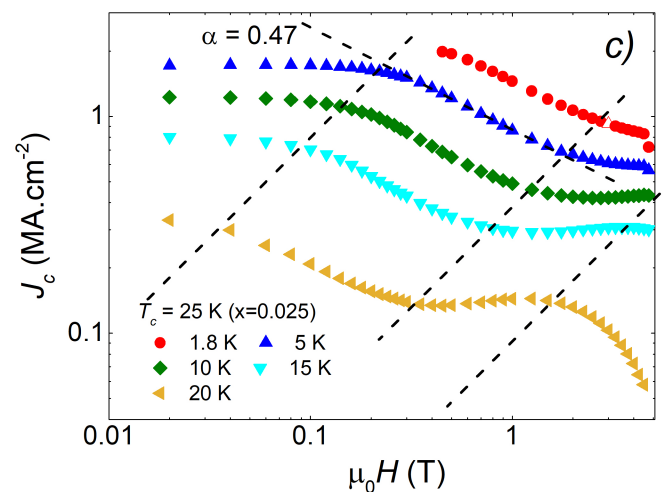 α = 0.47
c)
1
0.1
J_c (MA.cm⁻²)
T_c = 25 K (x=0.025)
1.8 K
5 K
10 K
15 K
20 K
0.01
0.1
1
μ₀H (T)